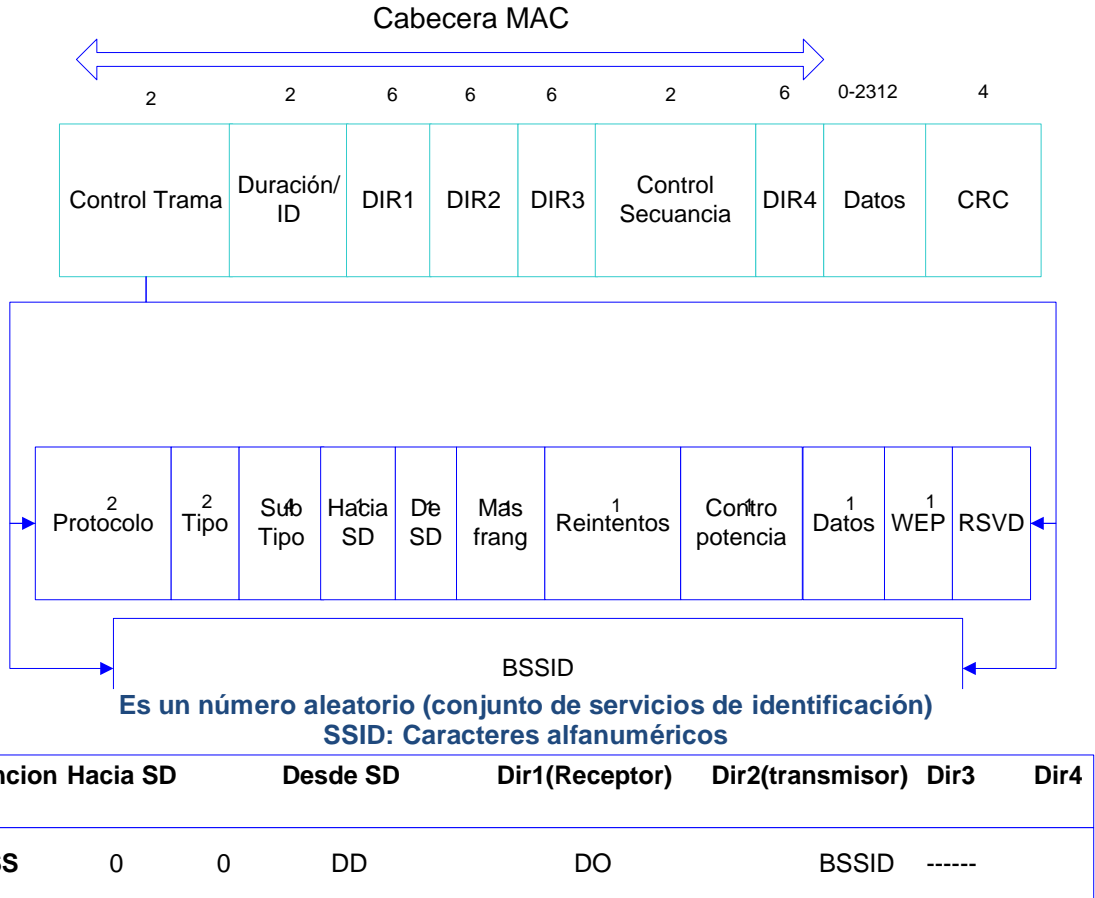 Cabecera MAC
2 2 6 6 6 2 6 0-2312 4
Control Trama Duración/ ID DIR1 DIR2 DIR3 Control Secuancia DIR4 Datos CRC
2 2 4 1 1 1 1 1 1 1
Protocolo Tipo Sub Tipo Hacia SD De SD Mas frang Reintentos Contro potencia Datos WEP RSVD
BSSID
Es un número aleatorio (conjunto de servicios de identificación)
SSID: Caracteres alfanuméricos
ncion Hacia SD Desde SD Dir1(Receptor) Dir2(transmisor) Dir3 Dir4
SS 0 0 DD DO BSSID ------